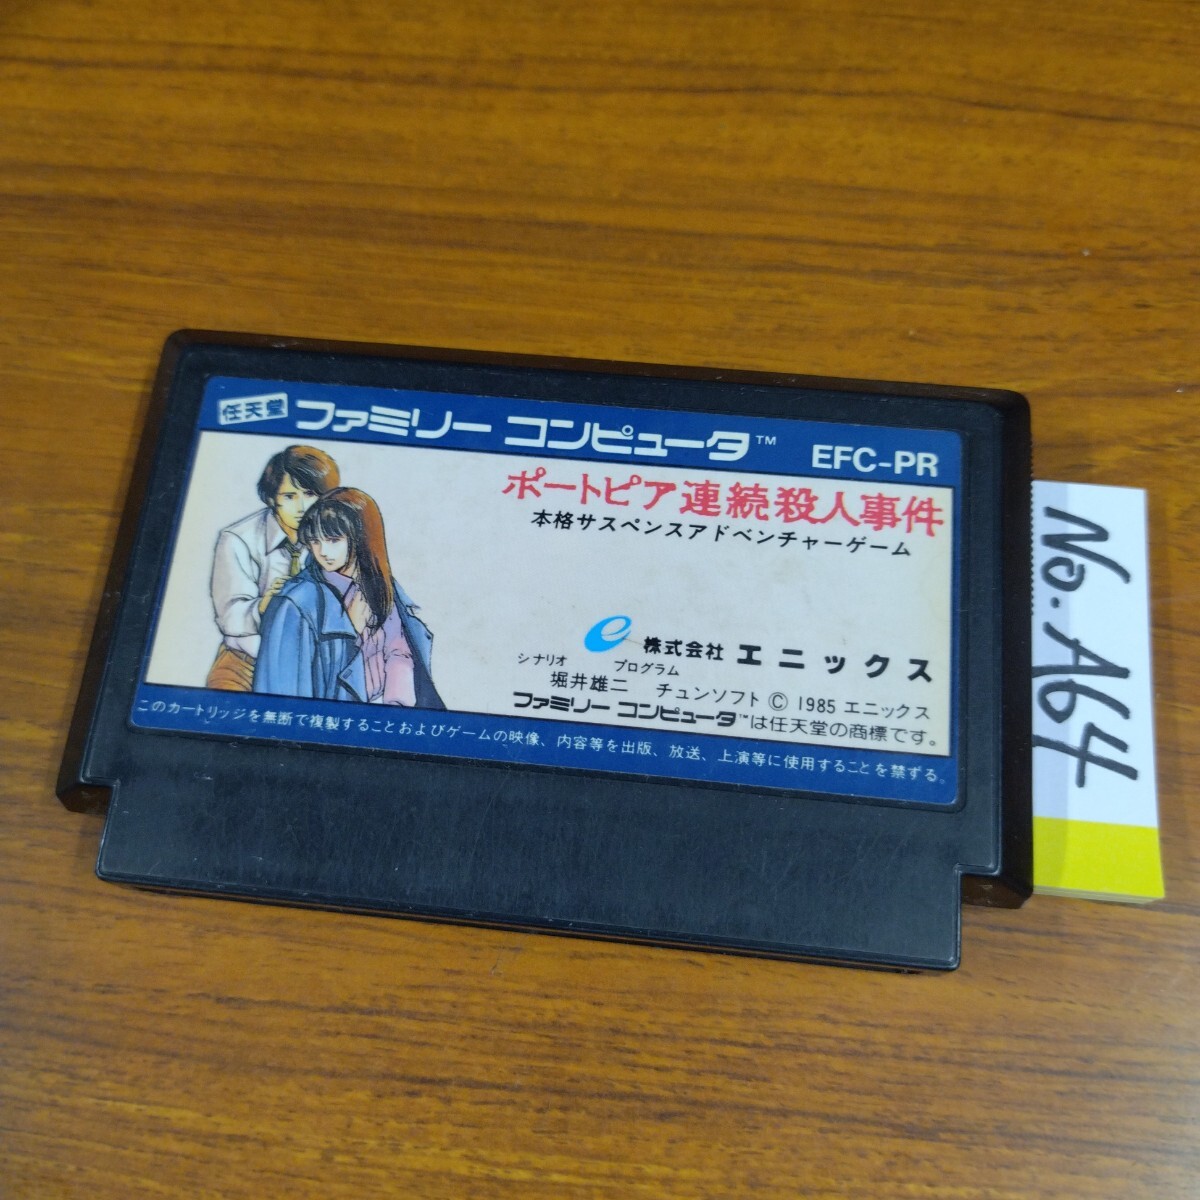 任天堂 ファミリー コンピュータ™ EFC-PR
ポートピア連続殺人事件
本格サスペンスアドベンチャーゲーム
e 株式会社 エニックス
シナリオ プログラム
堀井雄二 チュンソフト © 1985 エニックス
ファミリー コンピュータ™は任天堂の商標です。
このカートリッジを無断で複製することおよびゲームの映像、内容等を出版、放送、上演等に使用することを禁ずる。
No. A64